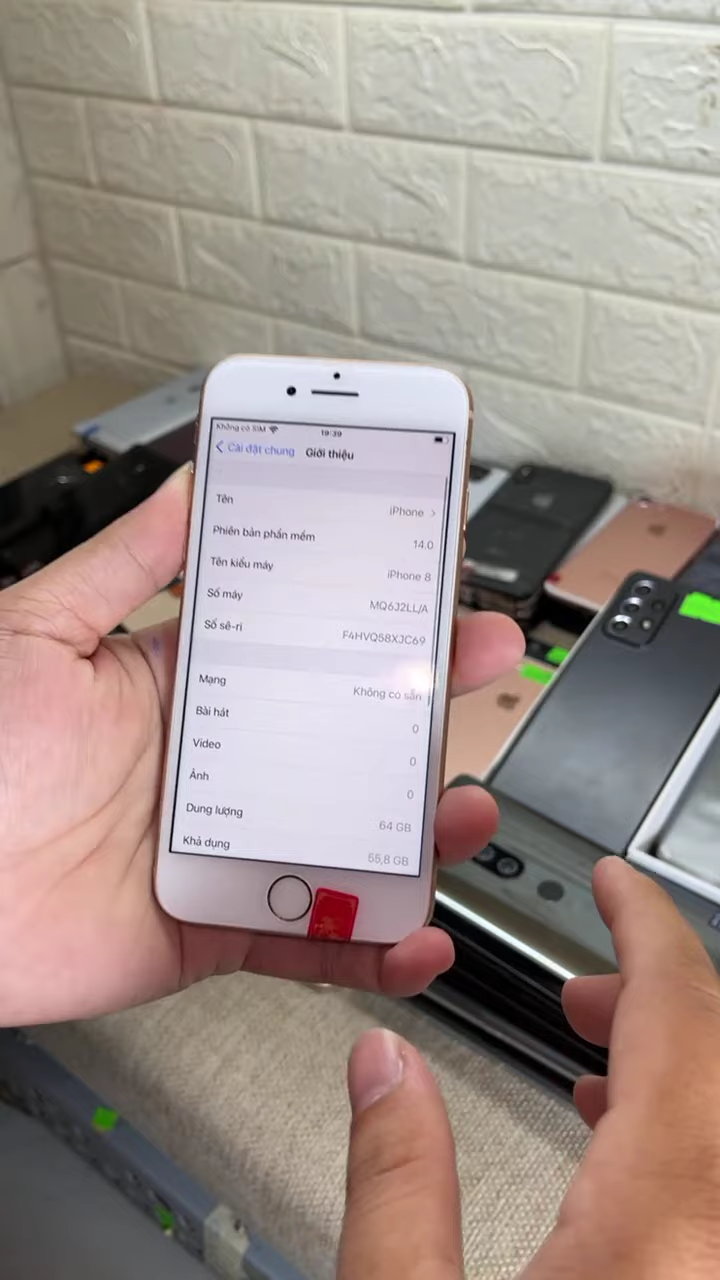 Không có SIM
19:39
Cài đặt chung Giới thiệu
Tên iPhone
Phiên bản phần mềm 14.0
Tên kiểu máy iPhone 8
Số máy MQ6J2LL/A
Số sê-ri F4HVQ58XJC69
Mạng Không có sẵn
Bài hát 0
Video 0
Ảnh 0
Dung lượng 64 GB
Khả dụng 55,8 GB